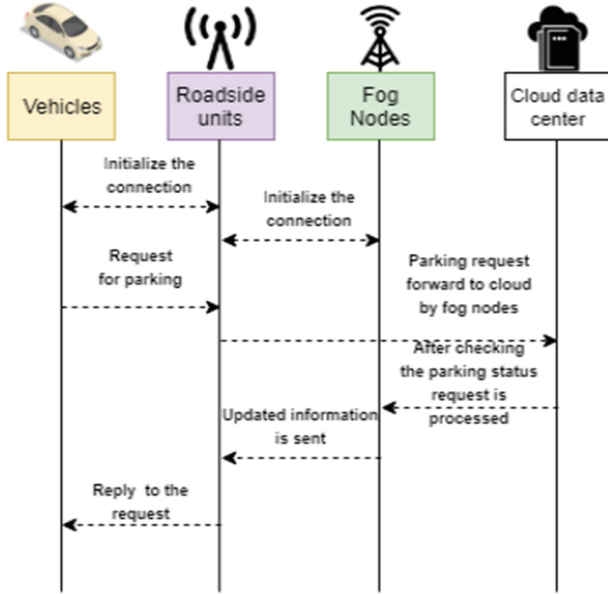 Vehicles
Roadside
units
Fog
Nodes
Cloud data
center
Initialize the
connection
Initialize the
connection
Request
for parking
Parking request
forward to cloud
by fog nodes
After checking
the parking status
request is
processed
Updated information
is sent
Reply to the
request